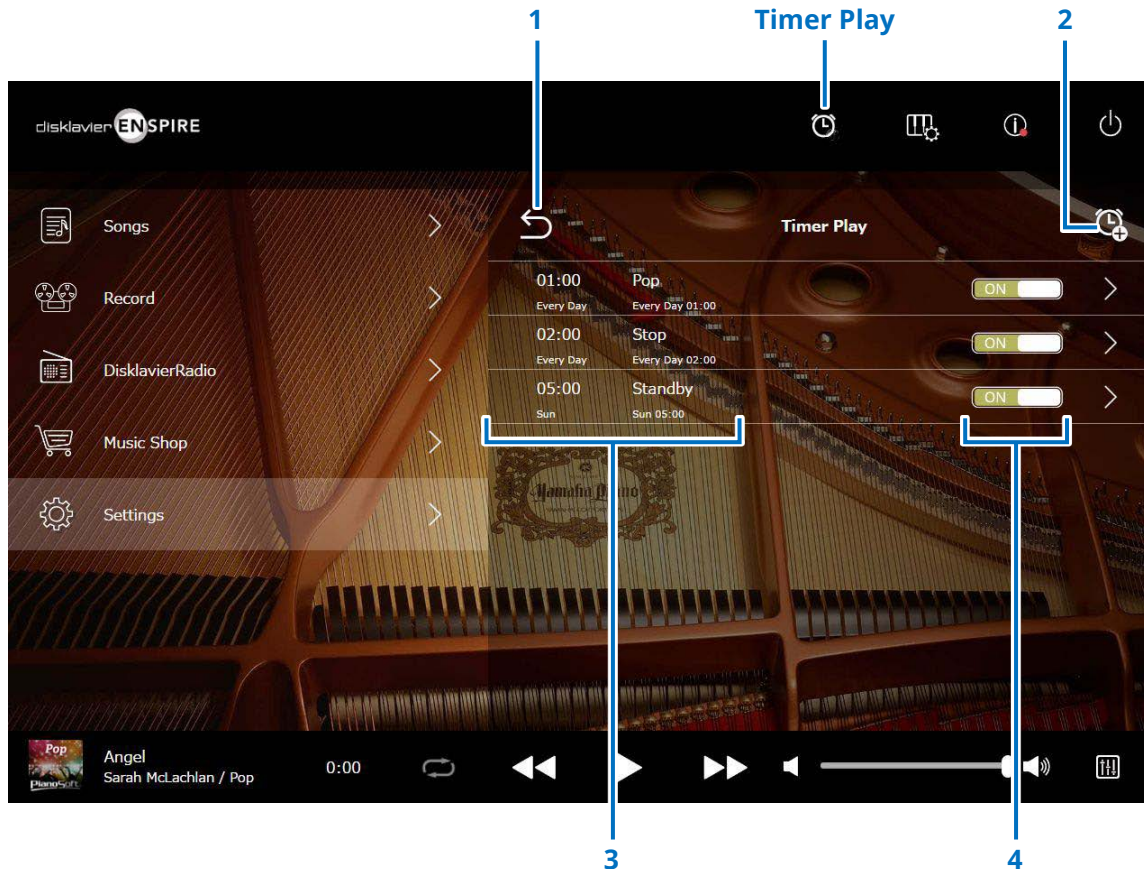 1
Timer Play
2
disklavier ENSPIRE
Songs
Record
DisklavierRadio
Music Shop
Settings
Timer Play
01:00 Pop ON
Every Day Every Day 01:00
02:00 Stop ON
Every Day Every Day 02:00
05:00 Standby ON
Sun Sun 05:00
Yamaha Piano
Pop
PianoSoft
Angel
Sarah McLachlan / Pop
0:00
3
4